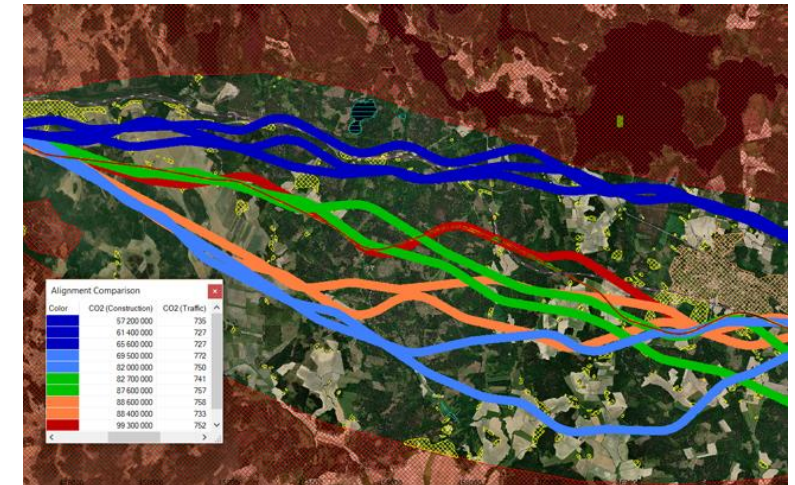 Alignment Comparison
Color CO2 (Construction) CO2 (Traffic)
57 200 000 735
61 400 000 727
65 600 000 727
69 500 000 772
82 000 000 750
82 700 000 741
87 600 000 757
88 600 000 758
88 400 000 733
99 300 000 752